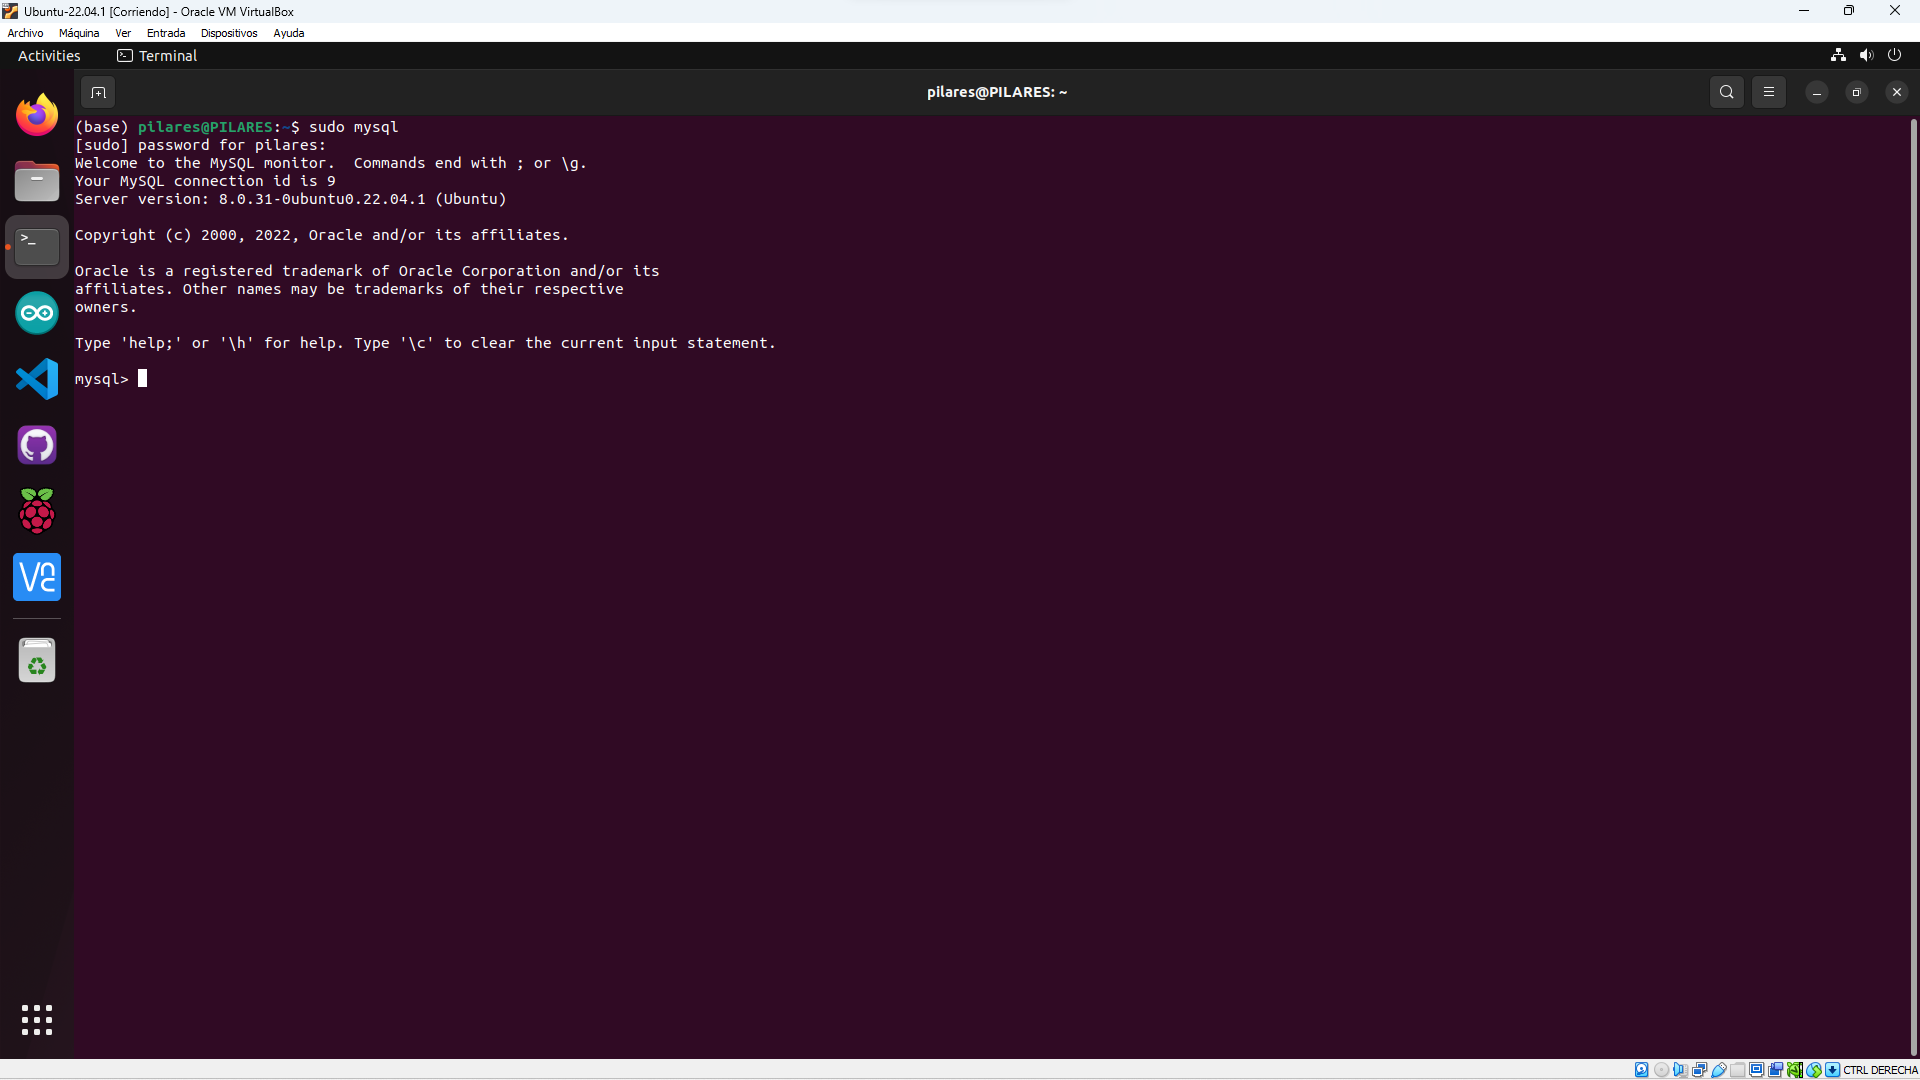 Ubuntu-22.04.1 [Corriendo] - Oracle VM VirtualBox
Archivo Máquina Ver Entrada Dispositivos Ayuda
Activities Terminal
pilares@PILARES: ~
(base) pilares@PILARES:~$ sudo mysql
[sudo] password for pilares:
Welcome to the MySQL monitor.  Commands end with ; or \g.
Your MySQL connection id is 9
Server version: 8.0.31-0ubuntu0.22.04.1 (Ubuntu)
Copyright (c) 2000, 2022, Oracle and/or its affiliates.
Oracle is a registered trademark of Oracle Corporation and/or its
affiliates. Other names may be trademarks of their respective
owners.
Type 'help;' or '\h' for help. Type '\c' to clear the current input statement.
mysql>
CTRL DERECHA